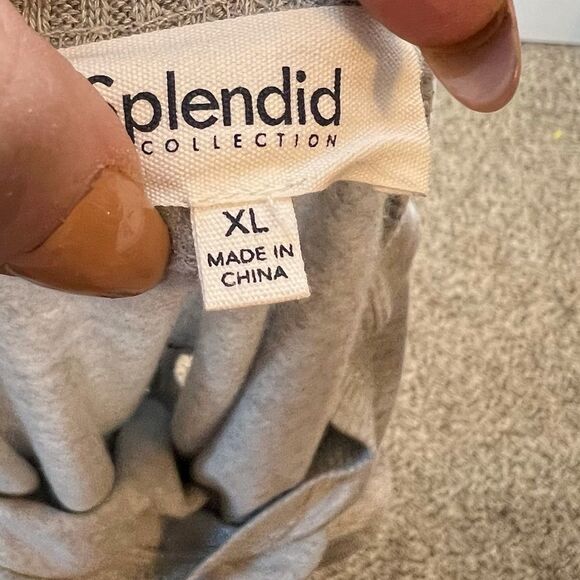 Splendid
COLLECTION
XL
MADE IN
CHINA